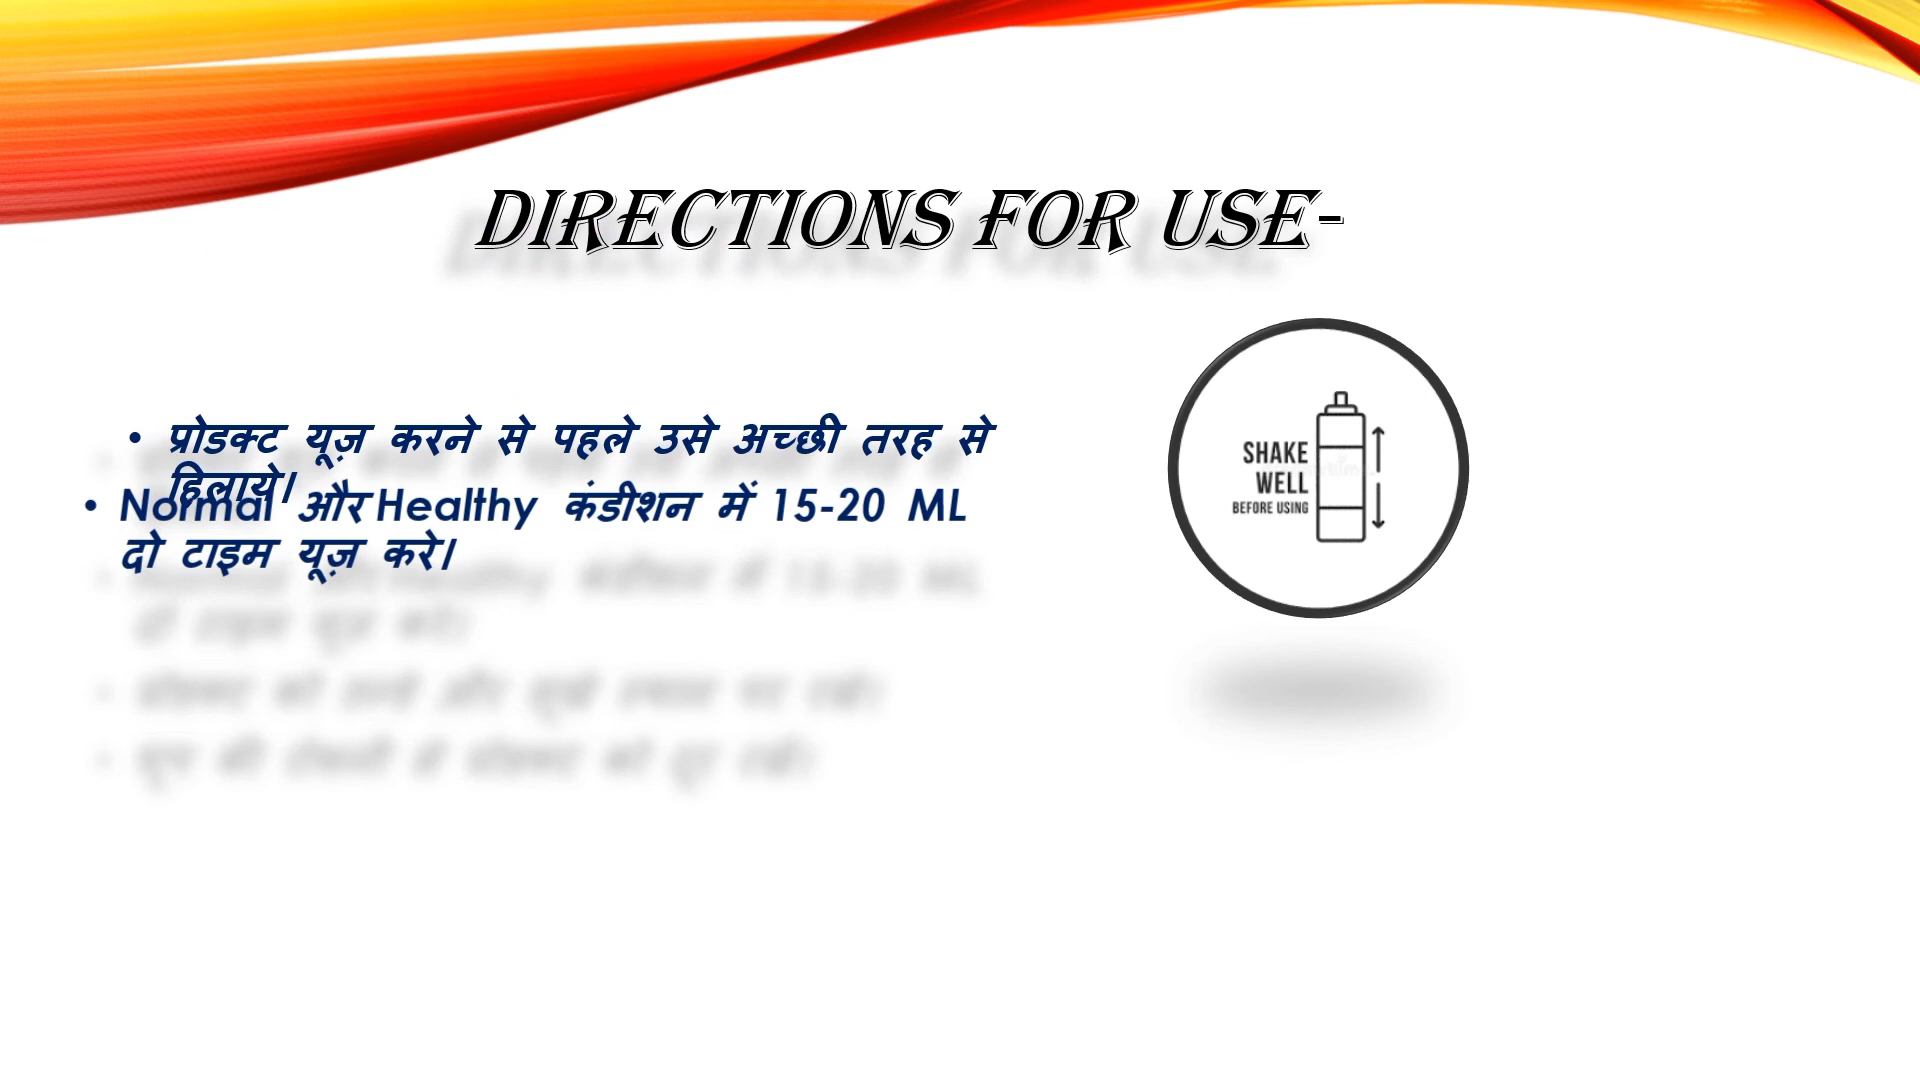 DIRECTIONS FOR USE-
• प्रोडक्ट यूज़ करने से पहले उसे अच्छी तरह से
हिलाये।
• Normal और Healthy कंडीशन में 15-20 ML
दो टाइम यूज़ करे।
SHAKE
WELL
BEFORE USING